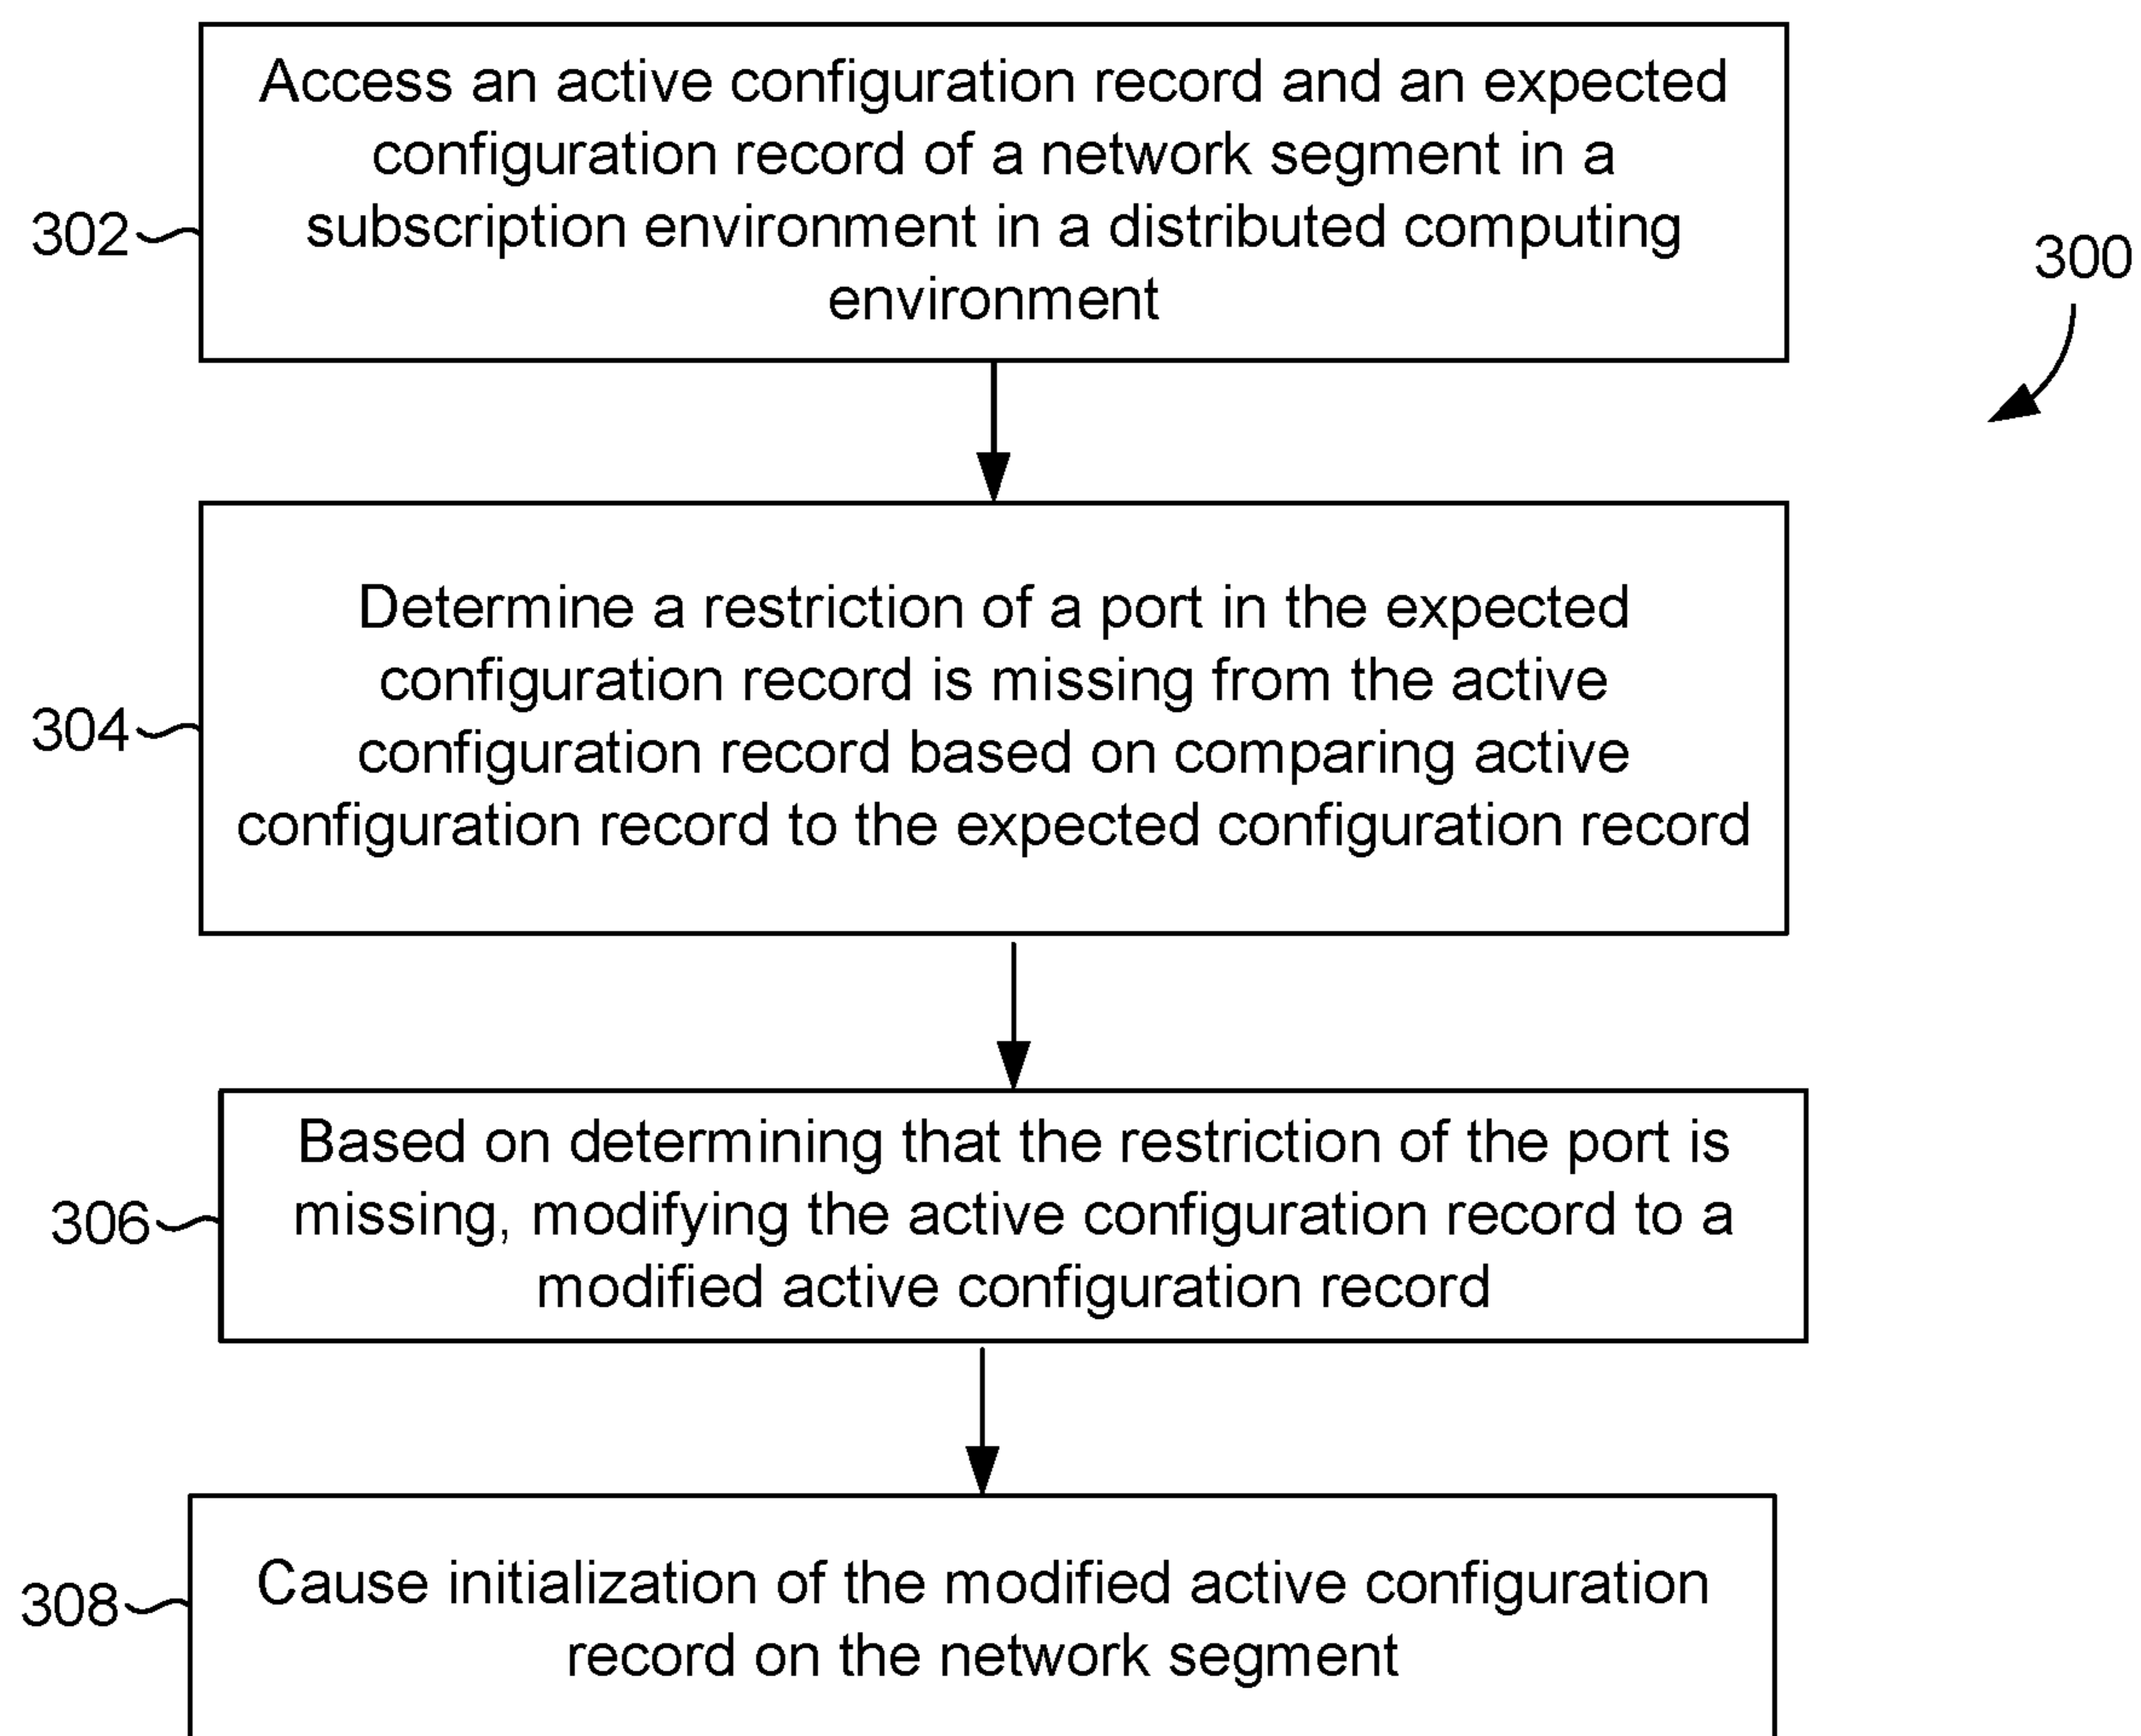 Access an active configuration record and an expected
configuration record of a network segment in a
subscription environment in a distributed computing
environment
302
300
Determine a restriction of a port in the expected
configuration record is missing from the active
configuration record based on comparing active
configuration record to the expected configuration record
304
Based on determining that the restriction of the port is
missing, modifying the active configuration record to a
modified active configuration record
306
Cause initialization of the modified active configuration
record on the network segment
308